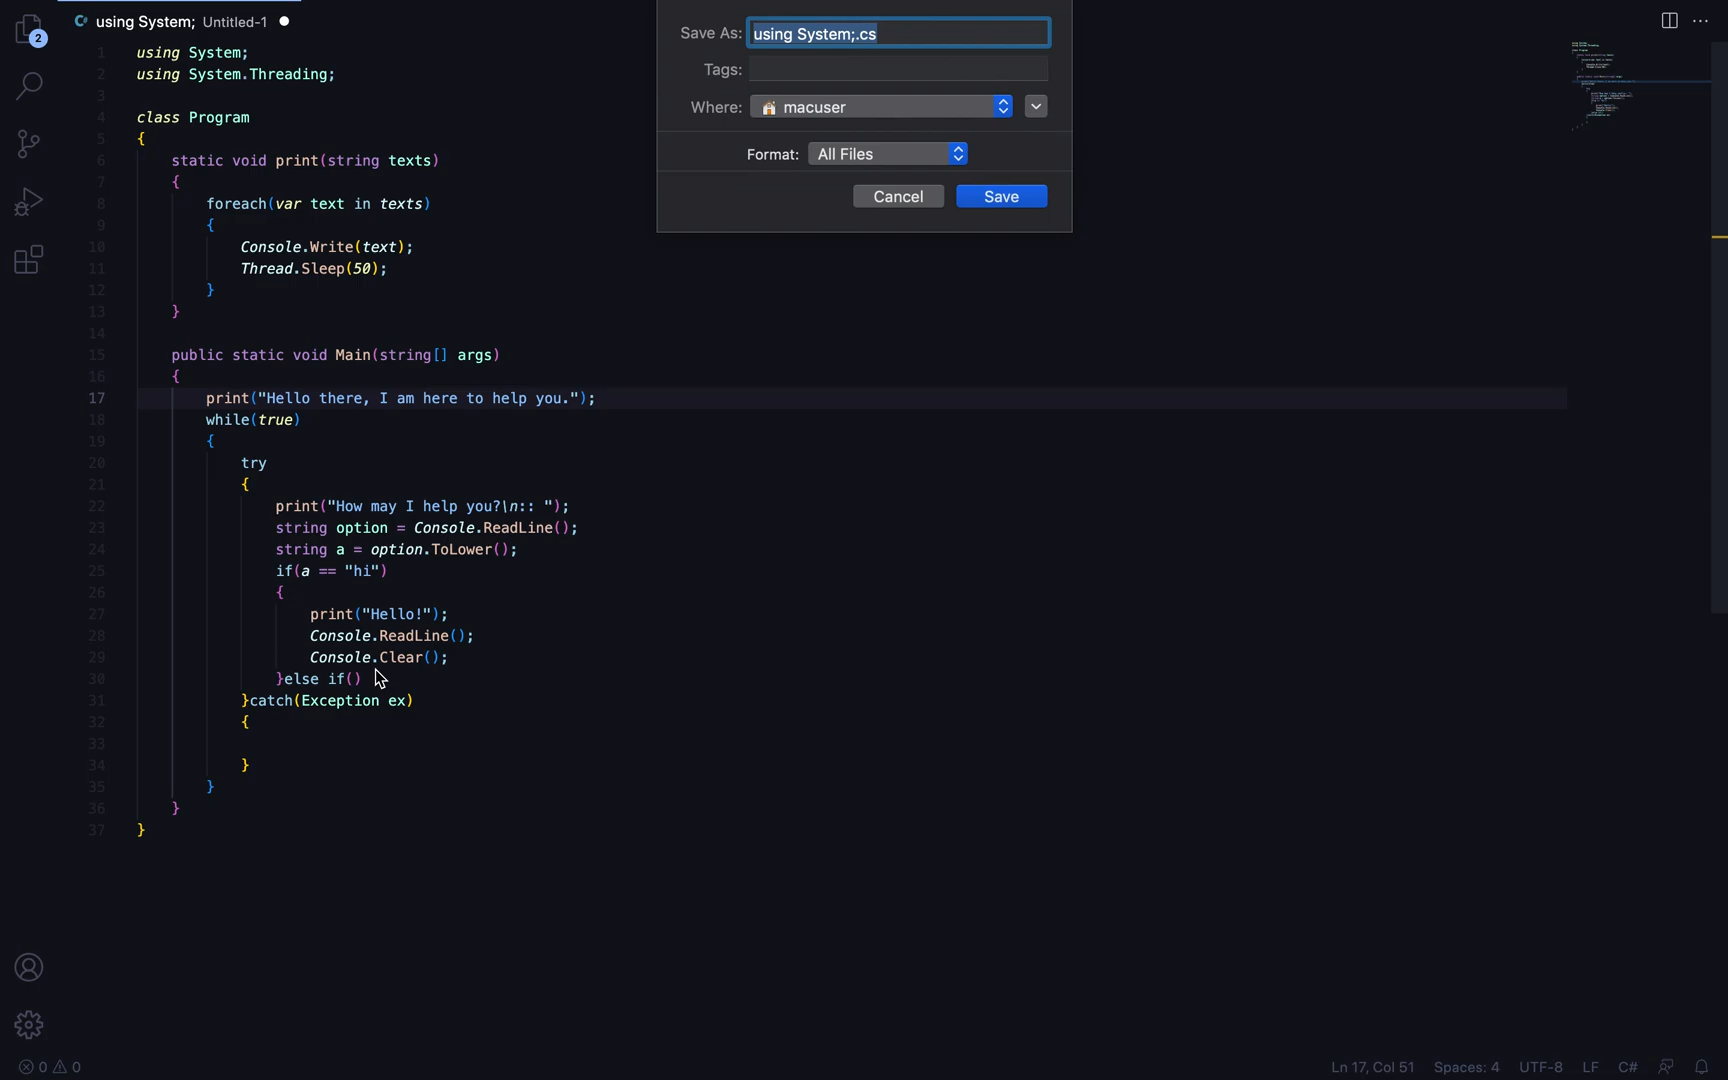 using System; Untitled-1
2
Save As: using System;.cs
Tags:
Where: macuser
Format: All Files
Cancel Save
1 using System;
2 using System.Threading;
3
4 class Program
5 {
6 static void print(string texts)
7 {
8 foreach(var text in texts)
9 {
10 Console.Write(text);
11 Thread.Sleep(50);
12 }
13 }
14
15 public static void Main(string[] args)
16 {
17 print("Hello there, I am here to help you.");
18 while(true)
19 {
20 try
21 {
22 print("How may I help you?\n:: ");
23 string option = Console.ReadLine();
24 string a = option.ToLower();
25 if(a == "hi")
26 {
27 print("Hello!");
28 Console.ReadLine();
29 Console.Clear();
30 }else if()
31 }catch(Exception ex)
32 {
33
34 }
35 }
36 }
37 }
0 0 Ln 17, Col 51 Spaces: 4 UTF-8 LF C#